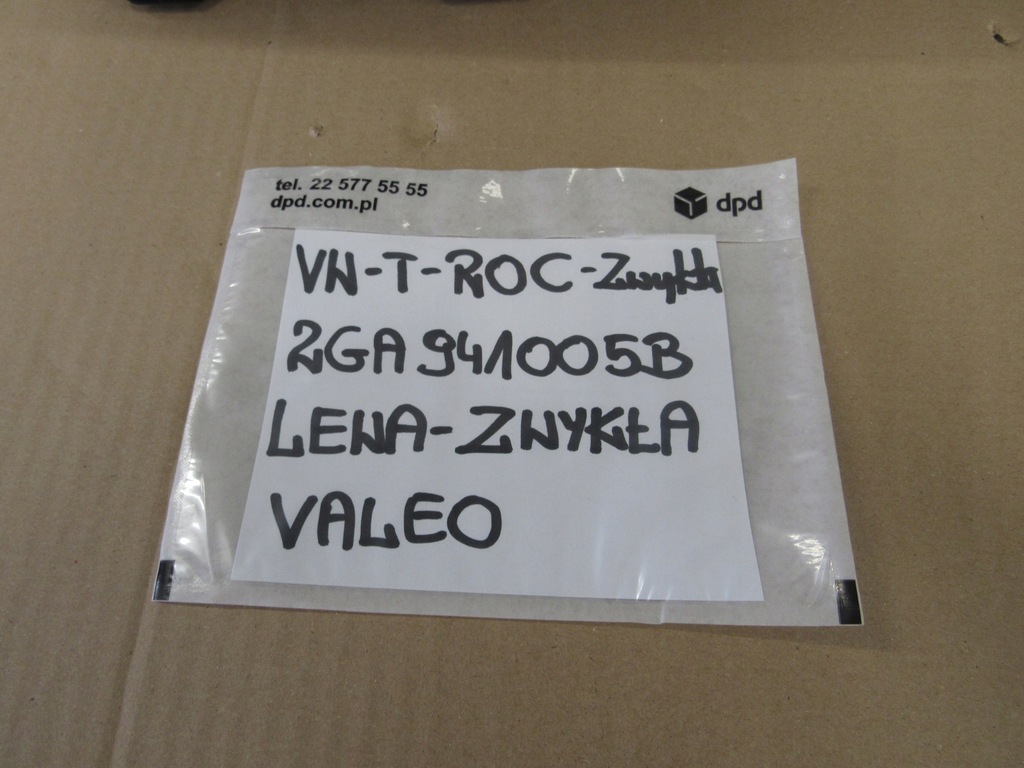 tel. 22 577 55 55
dpd.com.pl
dpd
VW-T-ROC-Zwykła
2GA941005B
LEWA-ZWYKŁA
VALEO